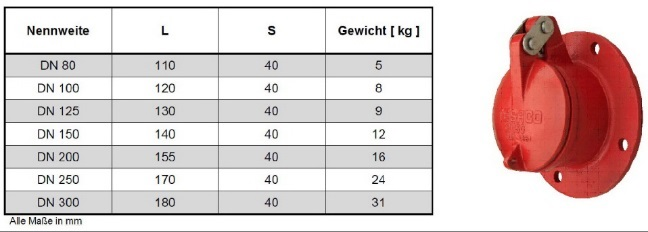 Nennweite L S Gewicht [ kg ]
DN 80 110 40 5
DN 100 120 40 8
DN 125 130 40 9
DN 150 140 40 12
DN 200 155 40 16
DN 250 170 40 24
DN 300 180 40 31
Alle Maße in mm